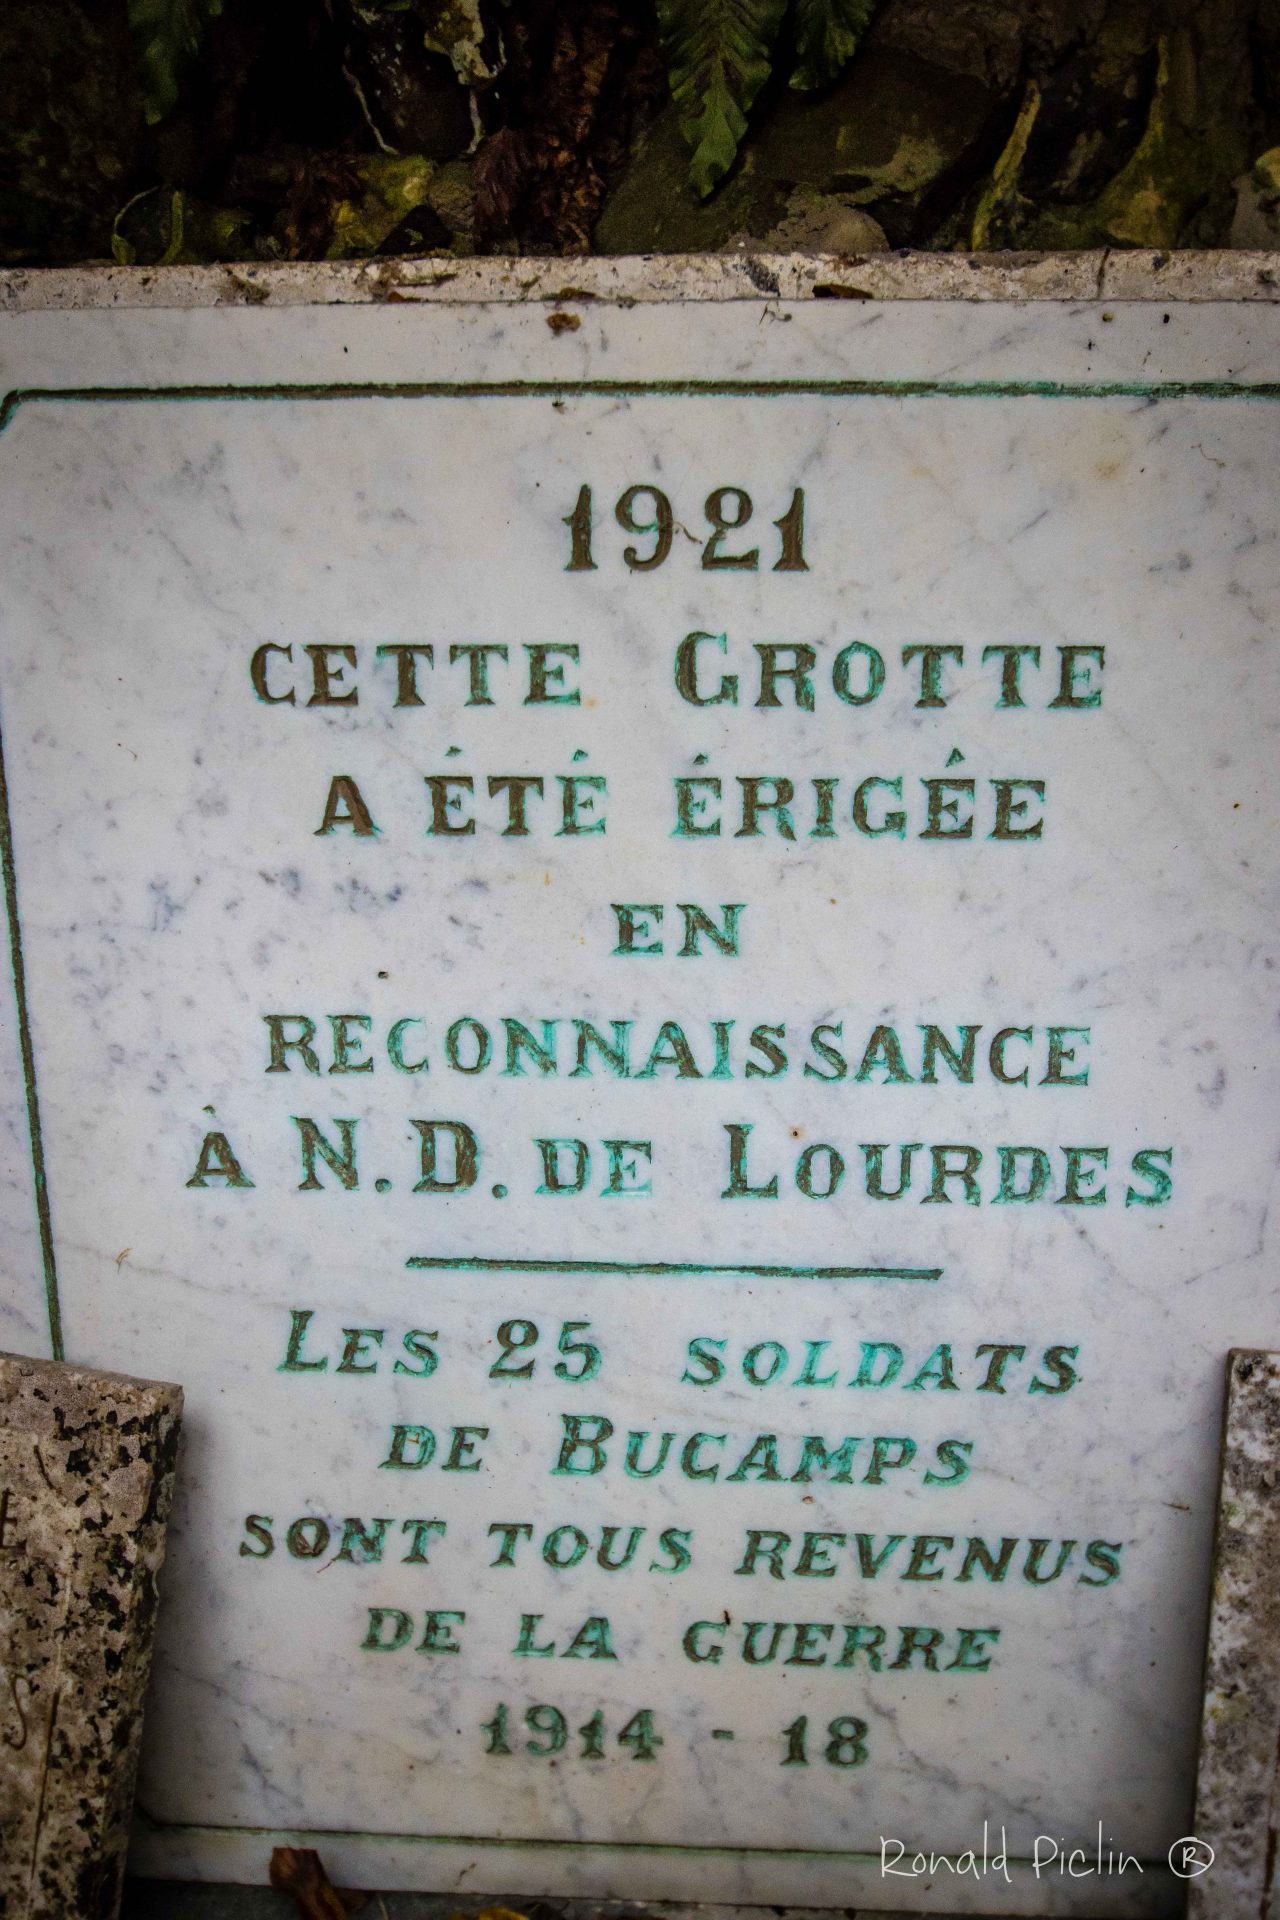 1921
CETTE GROTTE
A ÉTÉ ÉRIGÉE
EN
RECONNAISSANCE
À N.D. DE LOURDES
LES 25 SOLDATS
DE BUCAMPS
SONT TOUS REVENUS
DE LA GUERRE
1914 - 18
E
S
Ronald Piclin ®